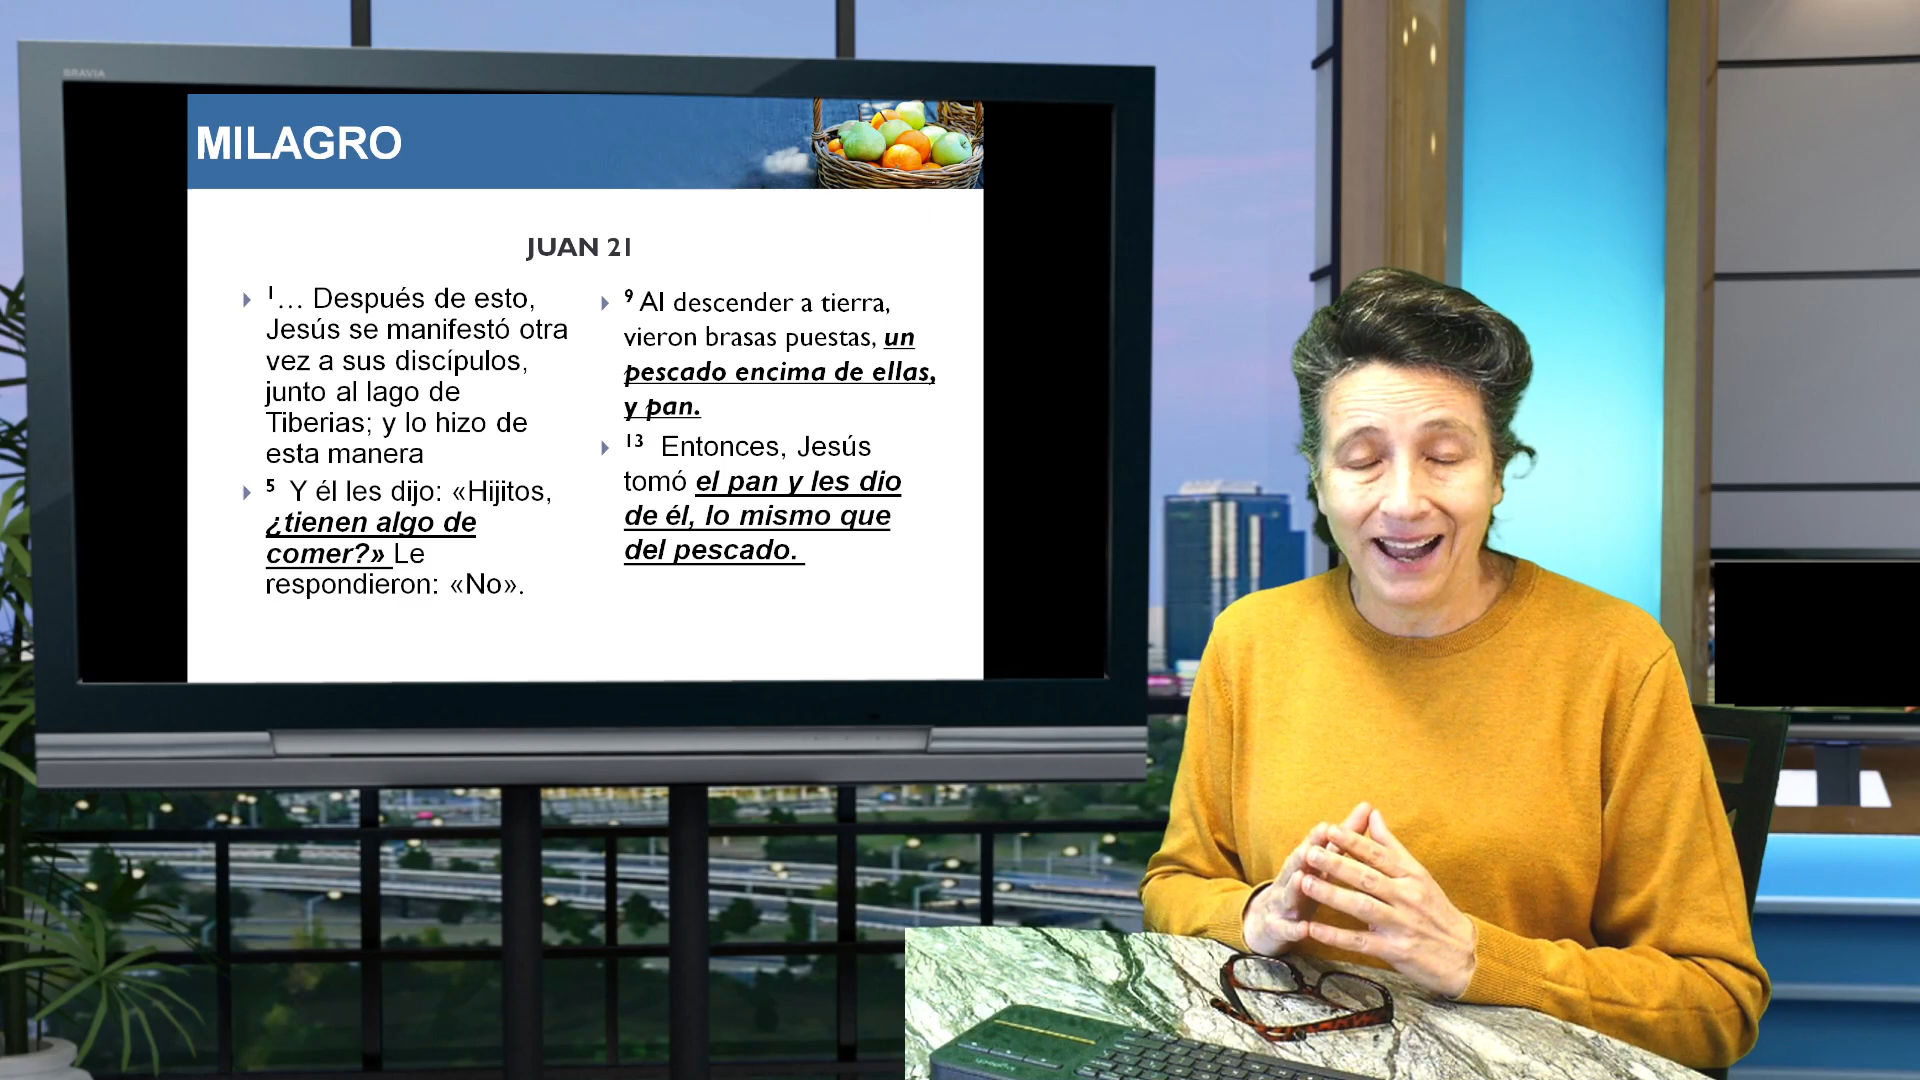 BRAVIA
MILAGRO
JUAN 21
1… Después de esto,
Jesús se manifestó otra
vez a sus discípulos,
junto al lago de
Tiberias; y lo hizo de
esta manera
5 Y él les dijo: «Hijitos,
¿tienen algo de
comer?» Le
respondieron: «No».
9 Al descender a tierra,
vieron brasas puestas, un
pescado encima de ellas,
y pan.
13 Entonces, Jesús
tomó el pan y les dio
de él, lo mismo que
del pescado.